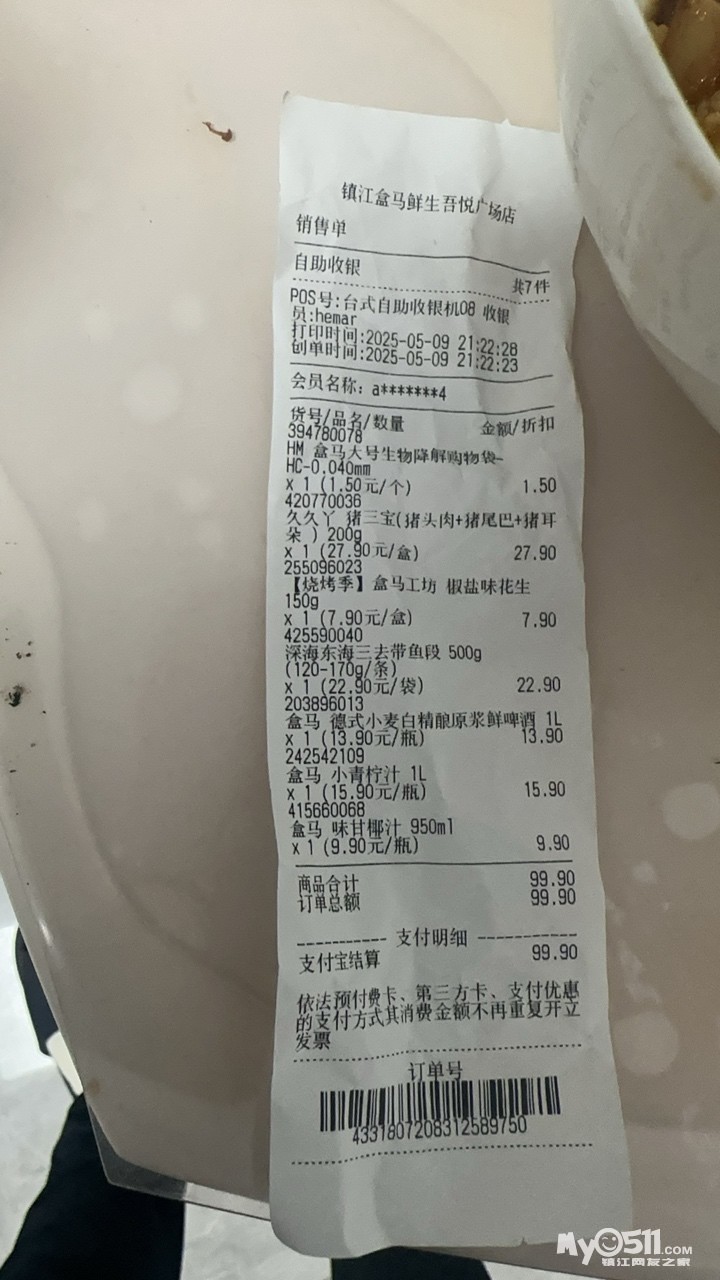 镇江盒马鲜生吾悦广场店
销售单
自助收银
共7件
POS号:台式自助收银机08 收银
员:hemar
打印时间:2025-05-09 21:22:28
创单时间:2025-05-09 21:22:23
会员名称: a*******4
货号/品名/数量 金额/折扣
394780078
HM 盒马大号生物降解购物袋-
HC-0.040mm
x 1 (1.50元/个) 1.50
420770036
久久丫 猪三宝(猪头肉+猪尾巴+猪耳
朵 ) 200g
x 1 (27.90元/盒) 27.90
255096023
【烧烤季】盒马工坊 椒盐味花生
150g
x 1 (7.90元/盒) 7.90
425590040
深海东海三去带鱼段 500g
(120-170g/条)
x 1 (22.90元/袋) 22.90
203896013
盒马 德式小麦白精酿原浆鲜啤酒 1L
x 1 (13.90元/瓶) 13.90
242542109
盒马 小青柠汁 1L
x 1 (15.90元/瓶) 15.90
415660068
盒马 味甘椰汁 950ml
x 1 (9.90元/瓶) 9.90
商品合计 99.90
订单总额 99.90
----------- 支付明细 ------------
支付宝结算 99.90
依法预付费卡、第三方卡、支付优惠
的支付方式其消费金额不再重复开立
发票
订单号
4331807208312589750
My0511.COM
镇江网友之家